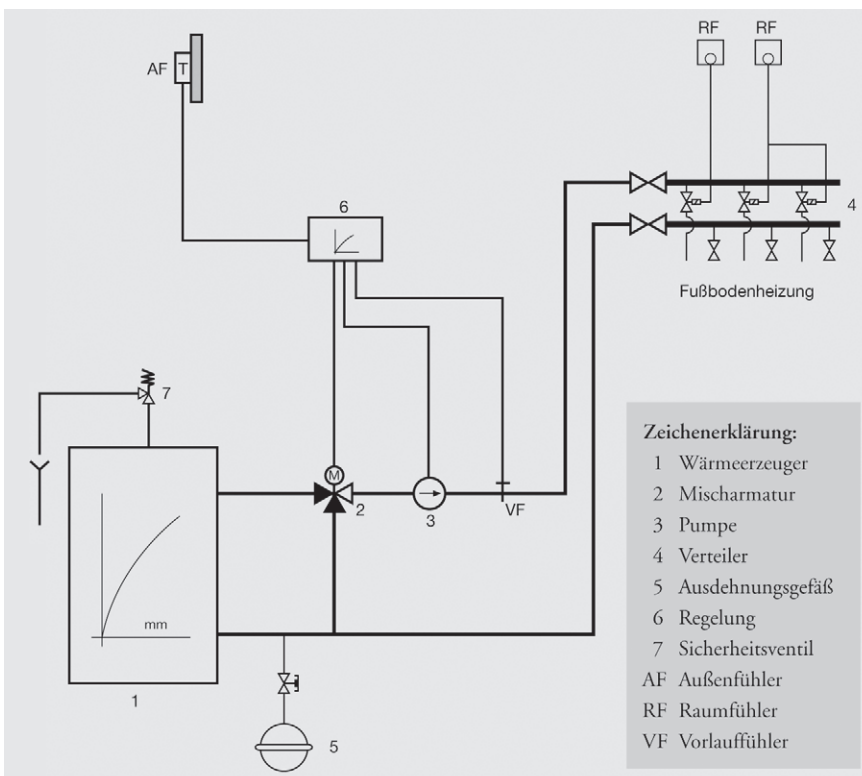 RF RF
AF T
6
4
Fußbodenheizung
7
M
2
3
VF
mm
1
5
Zeichenerklärung:
1 Wärmeerzeuger
2 Mischarmatur
3 Pumpe
4 Verteiler
5 Ausdehnungsgefäß
6 Regelung
7 Sicherheitsventil
AF Außenfühler
RF Raumfühler
VF Vorlauffühler